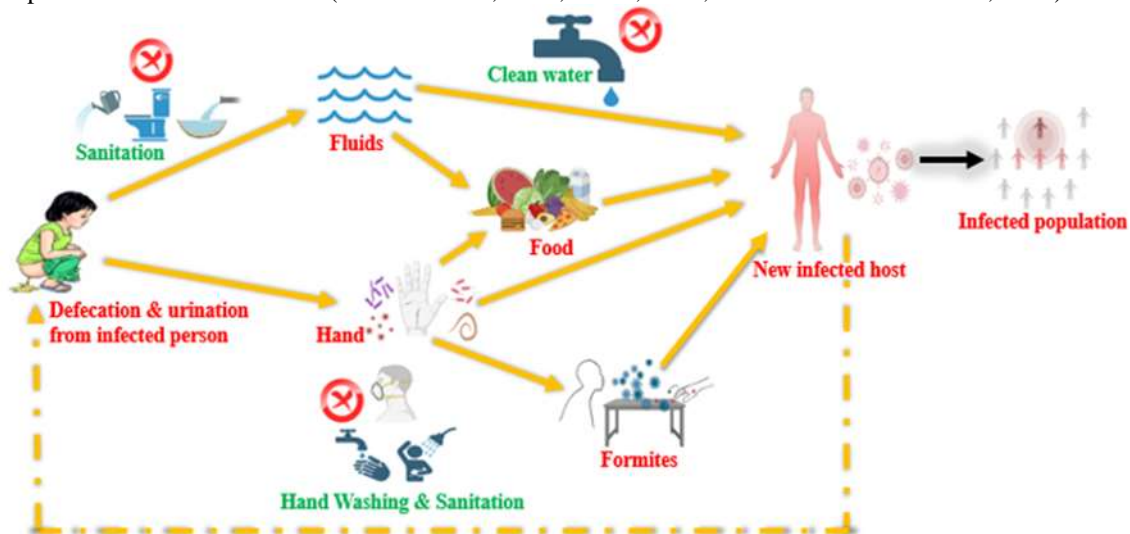 Clean water
Sanitation
Fluids
Food
Infected population
New infected host
Defecation & urination
from infected person
Hand
Formites
Hand Washing & Sanitation